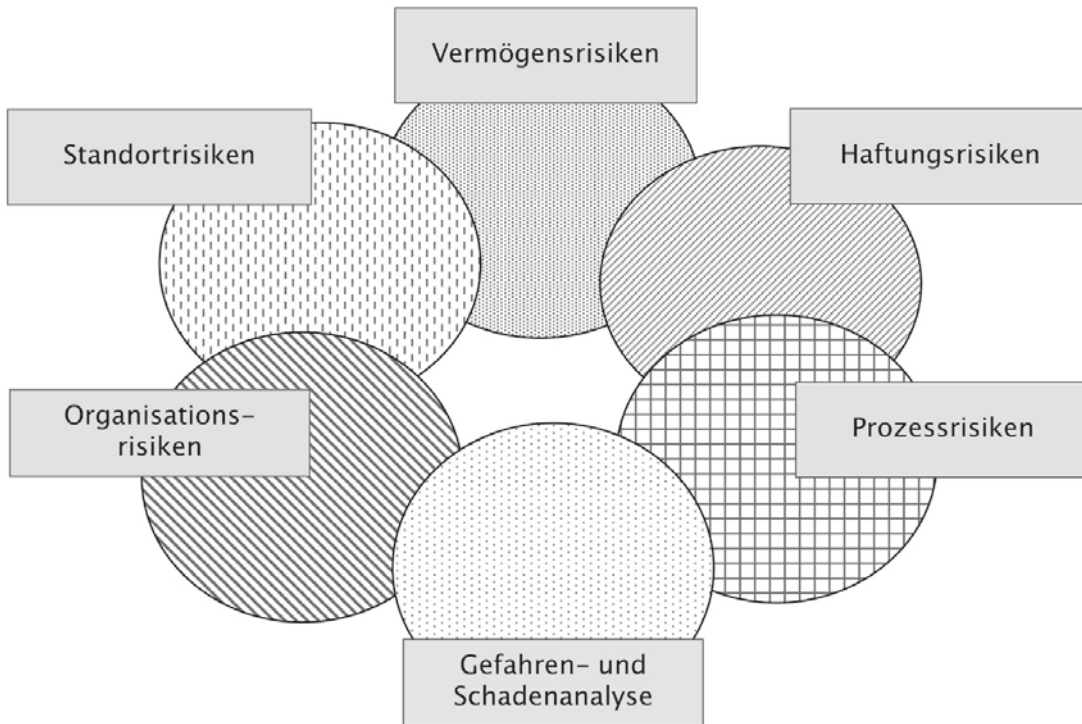 Vermögensrisiken
Standortrisiken
Haftungsrisiken
Organisations-
risiken
Prozessrisiken
Gefahren- und
Schadenanalyse